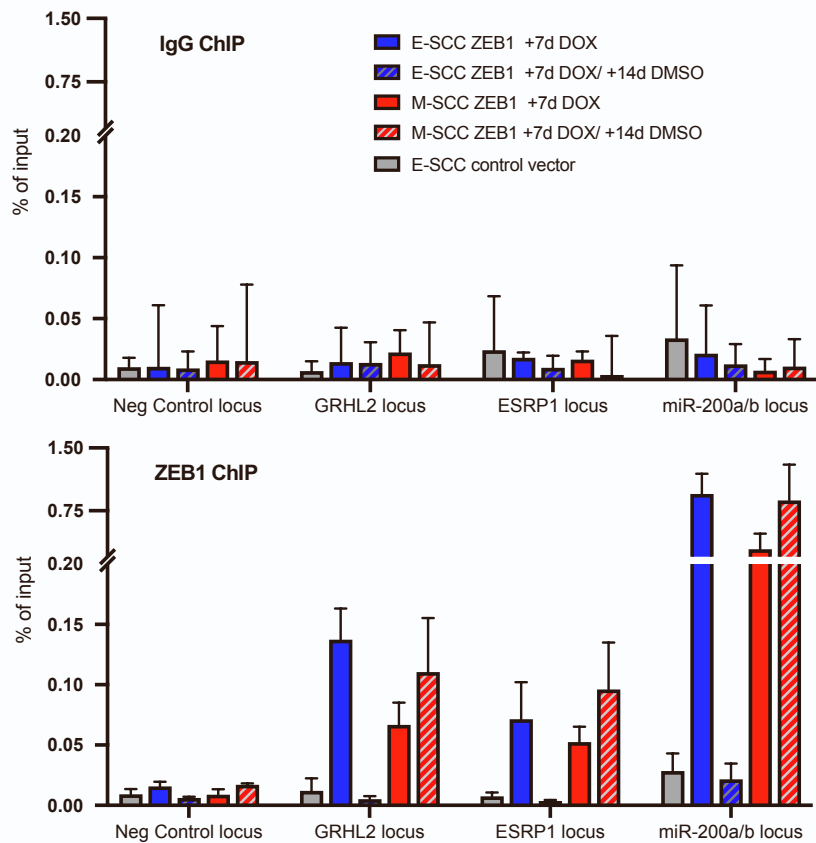 1.50
IgG ChIP
0.75
0.20
0.15
0.10
0.05
0.00
% of input
E-SCC ZEB1 +7d DOX
E-SCC ZEB1 +7d DOX/ +14d DMSO
M-SCC ZEB1 +7d DOX
M-SCC ZEB1 +7d DOX/ +14d DMSO
E-SCC control vector
Neg Control locus GRHL2 locus ESRP1 locus miR-200a/b locus
1.50
ZEB1 ChIP
0.75
0.20
0.15
0.10
0.05
0.00
% of input
Neg Control locus GRHL2 locus ESRP1 locus miR-200a/b locus